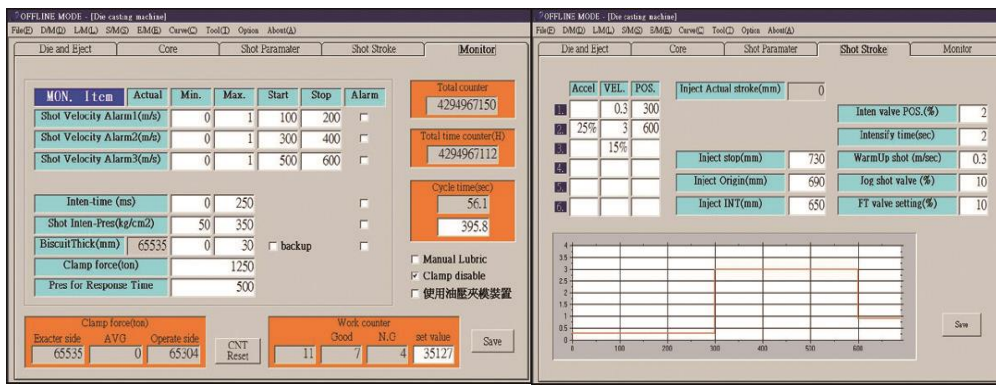 OFFLINE MODE - [Die casting machine]
File(F) D/M(D) L/M(L) S/M(S) E/M(E) Curve(C) Tool(T) Option About(A)
Die and Eject Core Shot Paramater Shot Stroke Monitor
MON. Item Actual Min. Max. Start Stop Alarm
Shot Velocity Alarm1(m/s) 0 1 100 200
Shot Velocity Alarm2(m/s) 0 1 300 400
Shot Velocity Alarm3(m/s) 0 1 500 600
Inten-time (ms) 0 250
Shot Inten-Pres(kg/cm2) 50 350
BiscuitThick(mm) 65535 0 30 backup
Clamp force(ton) 1250
Pres for Response Time 500
Total counter
4294967150
Total time counter(H)
4294967112
Cycle time(sec)
56.1
395.8
Manual Lubric
Clamp disable
使用油壓夾模裝置
Clamp force(ton)
Exacter side AVG Operate side
65535 0 65304
CNT
Reset
Work counter
Good N.G set value
11 7 4 35127
Save
OFFLINE MODE - [Die casting machine]
File(F) D/M(D) L/M(L) S/M(S) E/M(E) Curve(C) Tool(T) Option About(A)
Die and Eject Core Shot Paramater Shot Stroke Monitor
Accel VEL. POS.
1. 0.3 300
2. 25% 3 600
3. 15%
4.
5.
6.
Inject Actual stroke(mm) 0
Inject stop(mm) 730
Inject Origin(mm) 690
Inject INT(mm) 650
Inten valve POS.(%) 2
Intensify time(sec) 2
WarmUp shot (m/sec) 0.3
Jog shot valve (%) 10
FT valve setting(%) 10
4
3.5
3
2.5
2
1.5
1
0.5
0
0 100 200 300 400 500 600
Save